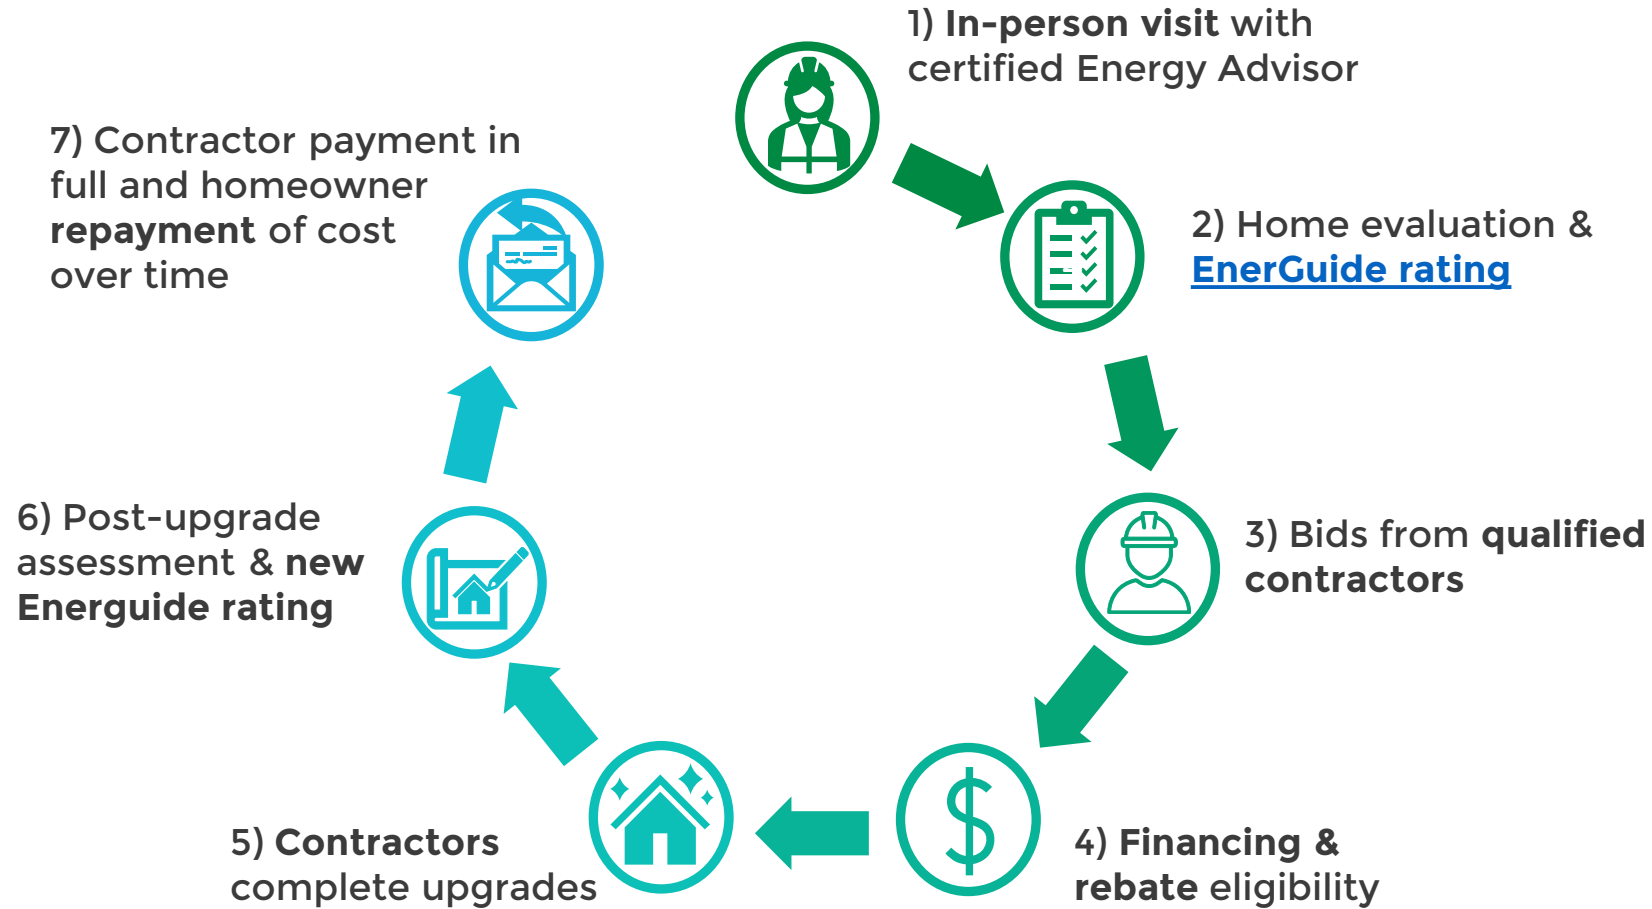 1) In-person visit with
certified Energy Advisor
2) Home evaluation &
EnerGuide rating
3) Bids from qualified
contractors
4) Financing &
rebate eligibility
5) Contractors
complete upgrades
6) Post-upgrade
assessment & new
Energuide rating
7) Contractor payment in
full and homeowner
repayment of cost
over time